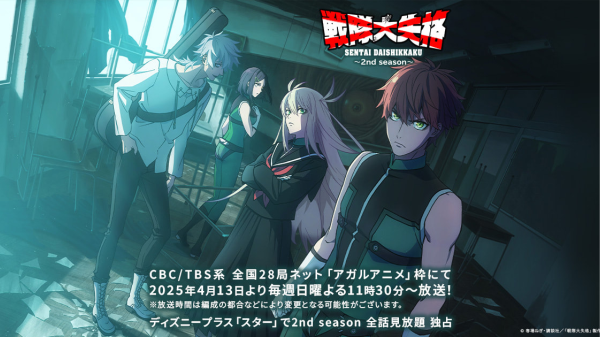 戦隊大失格
SENTAI DAISHIKKAKU
～2nd season～
CBC/TBS系 全国28局ネット「アガルアニメ」枠にて
2025年4月13日より毎週日曜よる11時30分～放送!
※放送時間は編成の都合などにより変更となる可能性がございます。
ディズニープラス「スター」で2nd season 全話見放題 独占
© 春場ねぎ・講談社／「戦隊大失格」製作